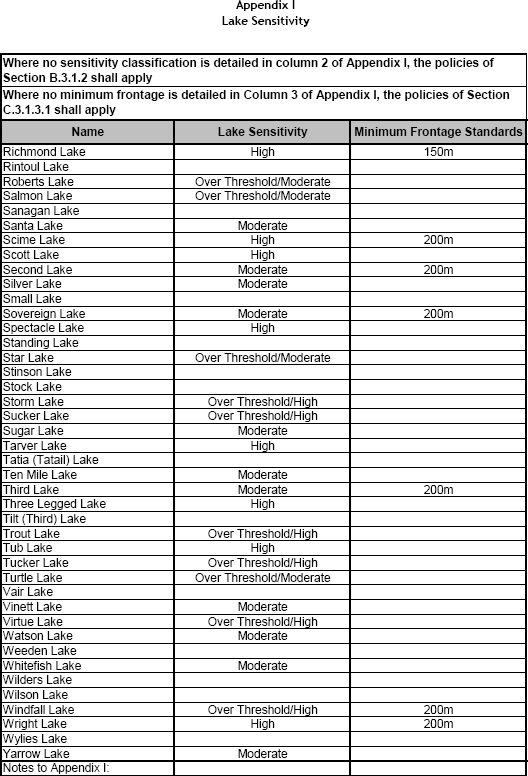 Appendix I
Lake Sensitivity
Where no sensitivity classification is detailed in column 2 of Appendix I, the policies of
Section B.3.1.2 shall apply
Where no minimum frontage is detailed in Column 3 of Appendix I, the policies of Section
C.3.1.3.1 shall apply
Name Lake Sensitivity Minimum Frontage Standards
Richmond Lake High 150m
Rintoul Lake
Roberts Lake Over Threshold/Moderate
Salmon Lake Over Threshold/Moderate
Sanagan Lake
Santa Lake Moderate
Scime Lake High 200m
Scott Lake High
Second Lake Moderate 200m
Silver Lake Moderate
Small Lake
Sovereign Lake Moderate 200m
Spectacle Lake High
Standing Lake
Star Lake Over Threshold/Moderate
Stinson Lake
Stock Lake
Storm Lake Over Threshold/High
Sucker Lake Over Threshold/High
Sugar Lake Moderate
Tarver Lake High
Tatia (Tatail) Lake
Ten Mile Lake Moderate
Third Lake Moderate 200m
Three Legged Lake High
Tilt (Third) Lake
Trout Lake Over Threshold/High
Tub Lake High
Tucker Lake Over Threshold/High
Turtle Lake Over Threshold/Moderate
Vair Lake
Vinett Lake Moderate
Virtue Lake Over Threshold/High
Watson Lake Moderate
Weeden Lake
Whitefish Lake Moderate
Wilders Lake
Wilson Lake
Windfall Lake Over Threshold/High 200m
Wright Lake High 200m
Wylies Lake
Yarrow Lake Moderate
Notes to Appendix I: